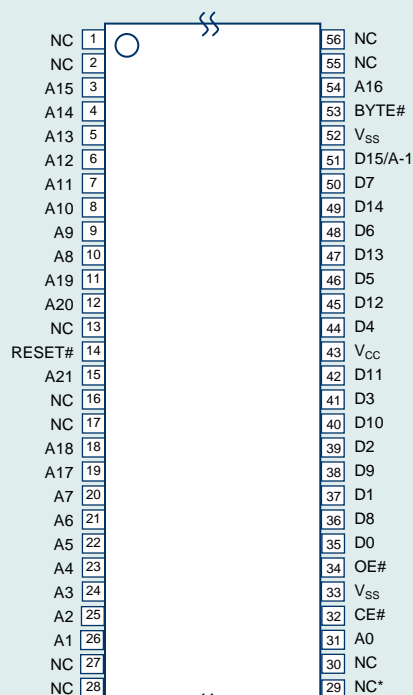 NC 1 56 NC
NC 2 55 NC
A15 3 54 A16
A14 4 53 BYTE#
A13 5 52 VSS
A12 6 51 D15/A-1
A11 7 50 D7
A10 8 49 D14
A9 9 48 D6
A8 10 47 D13
A19 11 46 D5
A20 12 45 D12
NC 13 44 D4
RESET# 14 43 VCC
A21 15 42 D11
NC 16 41 D3
NC 17 40 D10
A18 18 39 D2
A17 19 38 D9
A7 20 37 D1
A6 21 36 D8
A5 22 35 D0
A4 23 34 OE#
A3 24 33 VSS
A2 25 32 CE#
A1 26 31 A0
NC 27 30 NC
NC 28 29 NC*